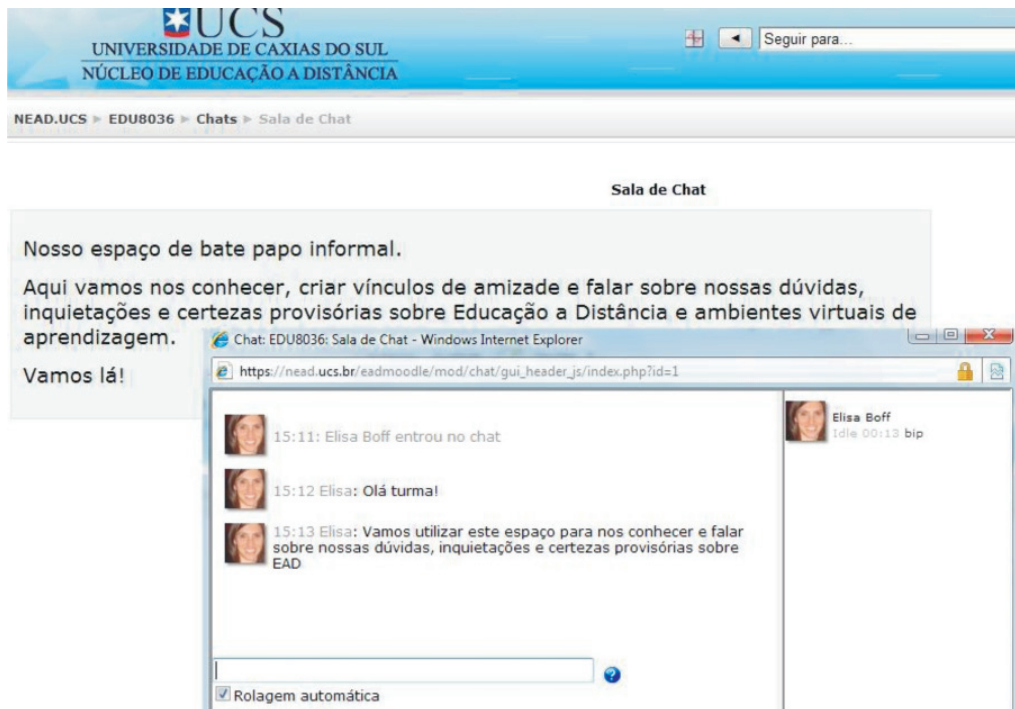 UCS
UNIVERSIDADE DE CAXIAS DO SUL
NÚCLEO DE EDUCAÇÃO A DISTÂNCIA
Seguir para...
NEAD.UCS ► EDU8036 ► Chats ► Sala de Chat
Sala de Chat
Nosso espaço de bate papo informal.
Aqui vamos nos conhecer, criar vínculos de amizade e falar sobre nossas dúvidas,
inquietações e certezas provisórias sobre Educação a Distância e ambientes virtuais de
aprendizagem.
Vamos lá!
Chat: EDU8036: Sala de Chat - Windows Internet Explorer
https://nead.ucs.br/eadmoodle/mod/chat/gui_header_js/index.php?id=1
15:11: Elisa Boff entrou no chat
15:12 Elisa: Olá turma!
15:13 Elisa: Vamos utilizar este espaço para nos conhecer e falar
sobre nossas dúvidas, inquietações e certezas provisórias sobre
EAD
Elisa Boff
Idle 00:13 bip
Rolagem automática